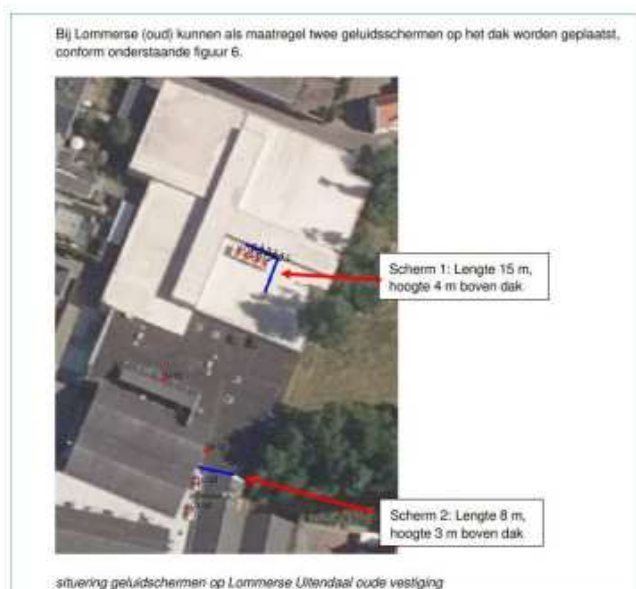 Bij Lommerse (oud) kunnen als maatregel twee geluidsschermen op het dak worden geplaatst,
conform onderstaande figuur 6.
Scherm 1: Lengte 15 m,
hoogte 4 m boven dak
Scherm 2: Lengte 8 m,
hoogte 3 m boven dak
situering geluidschermen op Lommerse Uitendaal oude vestiging